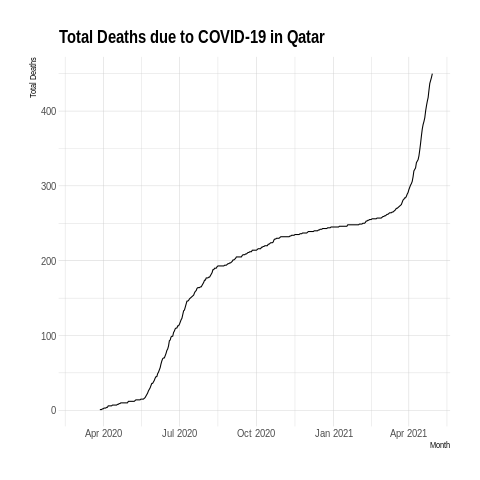 Total Deaths due to COVID-19 in Qatar
Total Deaths
400
300
200
100
0
Apr 2020 Jul 2020 Oct 2020 Jan 2021 Apr 2021
Month